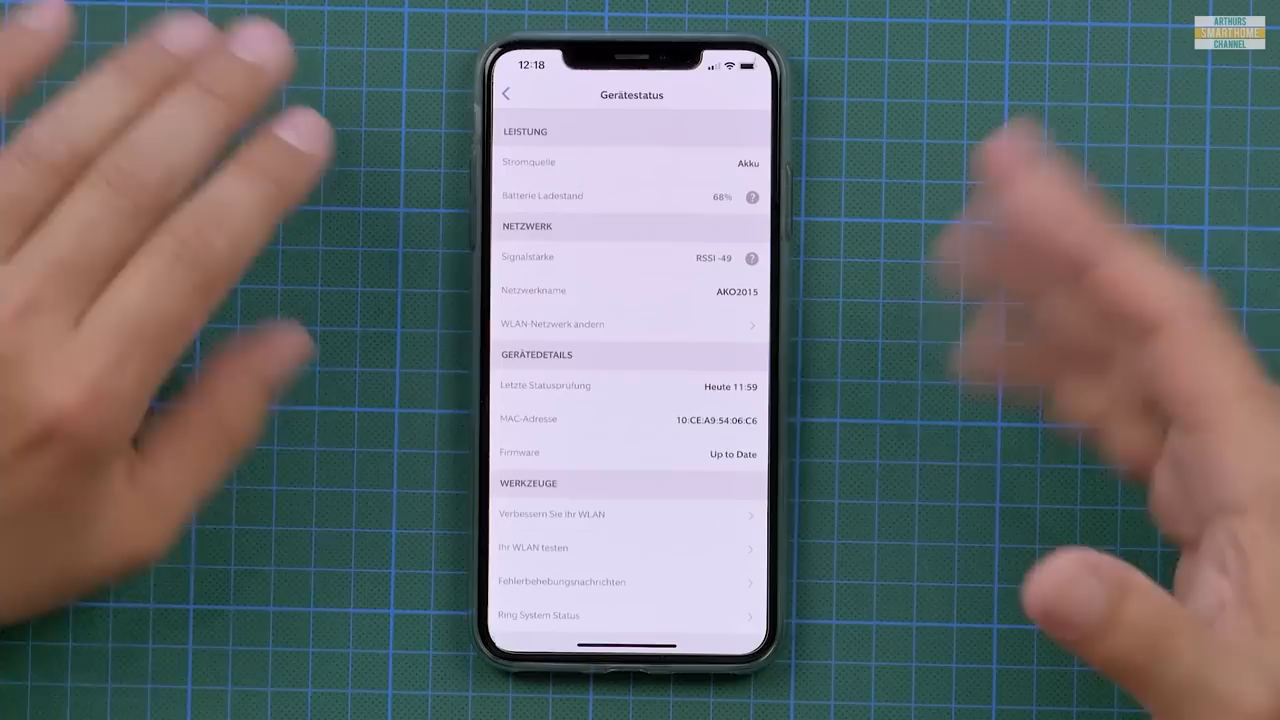 ARTHURS
SMARTHOME
CHANNEL
12:18
Gerätestatus
LEISTUNG
Stromquelle Akku
Batterie Ladestand 68% ?
NETZWERK
Signalstärke RSSI -49 ?
Netzwerkname AKO2015
WLAN-Netzwerk ändern
GERÄTEDETAILS
Letzte Statusprüfung Heute 11:59
MAC-Adresse 10:CE:A9:54:06:C6
Firmware Up to Date
WERKZEUGE
Verbessern Sie Ihr WLAN
Ihr WLAN testen
Fehlerbehebungsnachrichten
Ring System Status